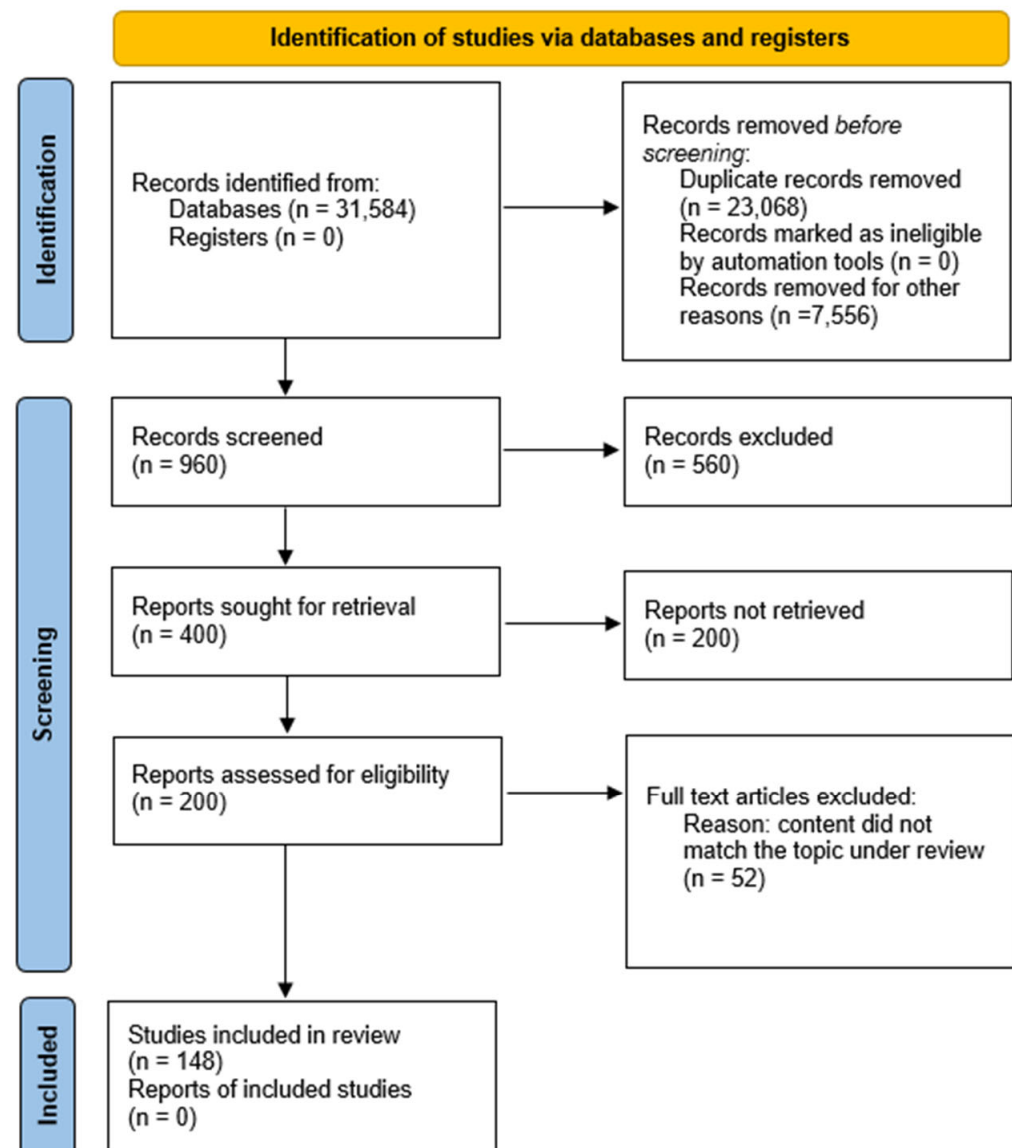 Identification of studies via databases and registers
Identification
Records identified from:
Databases (n = 31,584)
Registers (n = 0)
Records removed before
screening:
Duplicate records removed
(n = 23,068)
Records marked as ineligible
by automation tools (n = 0)
Records removed for other
reasons (n =7,556)
Screening
Records screened
(n = 960)
Records excluded
(n = 560)
Reports sought for retrieval
(n = 400)
Reports not retrieved
(n = 200)
Reports assessed for eligibility
(n = 200)
Full text articles excluded:
Reason: content did not
match the topic under review
(n = 52)
Included
Studies included in review
(n = 148)
Reports of included studies
(n = 0)